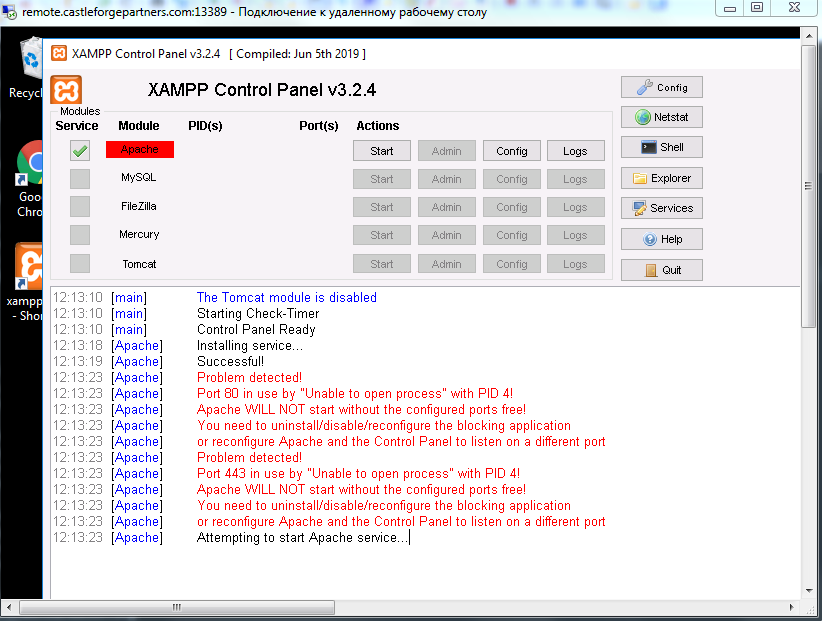 remote.castleforgepartners.com:13389 - Подключение к удаленному рабочему столу
XAMPP Control Panel v3.2.4 [ Compiled: Jun 5th 2019 ]
XAMPP Control Panel v3.2.4
Config
Modules
Service Module PID(s) Port(s) Actions
Netstat
Apache Start Admin Config Logs
Shell
MySQL Start Admin Config Logs
Explorer
FileZilla Start Admin Config Logs
Services
Mercury Start Admin Config Logs
Help
Tomcat Start Admin Config Logs
Quit
Recycl
Goo
Chro
xampp
- Shor
12:13:10 [main] The Tomcat module is disabled
12:13:10 [main] Starting Check-Timer
12:13:10 [main] Control Panel Ready
12:13:18 [Apache] Installing service...
12:13:19 [Apache] Successful!
12:13:23 [Apache] Problem detected!
12:13:23 [Apache] Port 80 in use by "Unable to open process" with PID 4!
12:13:23 [Apache] Apache WILL NOT start without the configured ports free!
12:13:23 [Apache] You need to uninstall/disable/reconfigure the blocking application
12:13:23 [Apache] or reconfigure Apache and the Control Panel to listen on a different port
12:13:23 [Apache] Problem detected!
12:13:23 [Apache] Port 443 in use by "Unable to open process" with PID 4!
12:13:23 [Apache] Apache WILL NOT start without the configured ports free!
12:13:23 [Apache] You need to uninstall/disable/reconfigure the blocking application
12:13:23 [Apache] or reconfigure Apache and the Control Panel to listen on a different port
12:13:23 [Apache] Attempting to start Apache service...